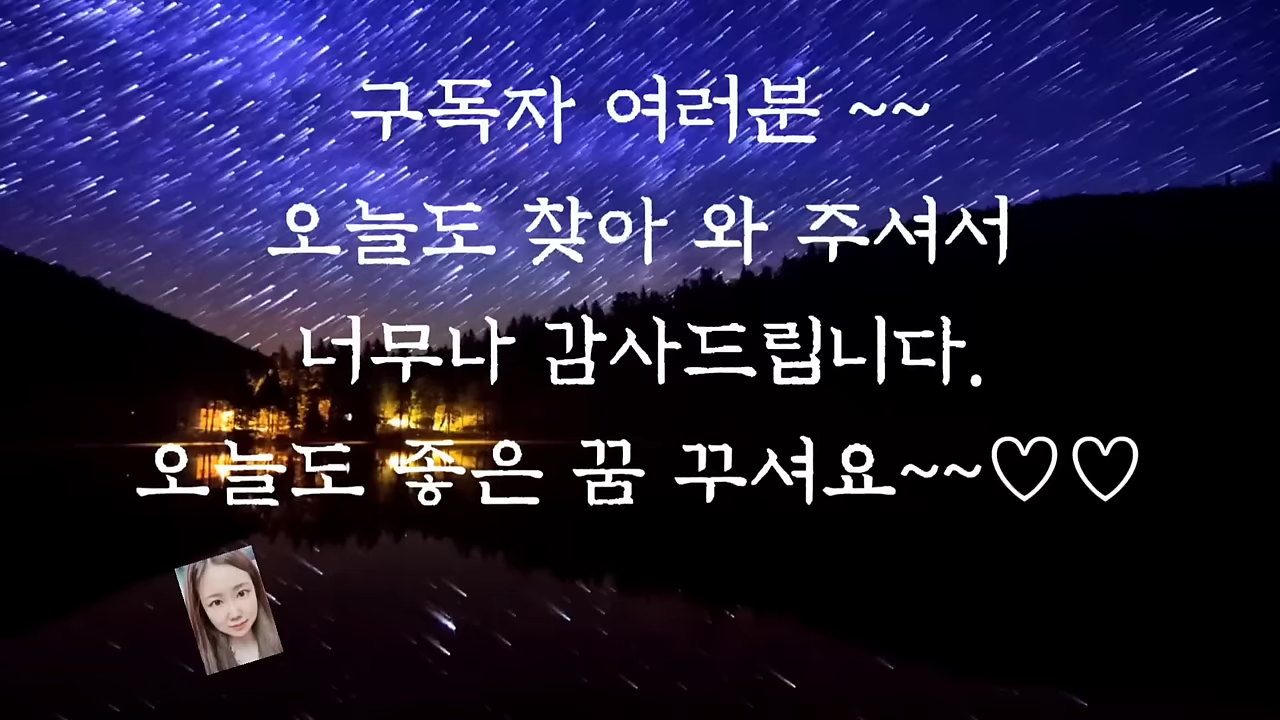 구독자 여러분 ~~
오늘도 찾아 와 주셔서
너무나 감사드립니다.
오늘도 좋은 꿈 꾸셔요~~♡♡